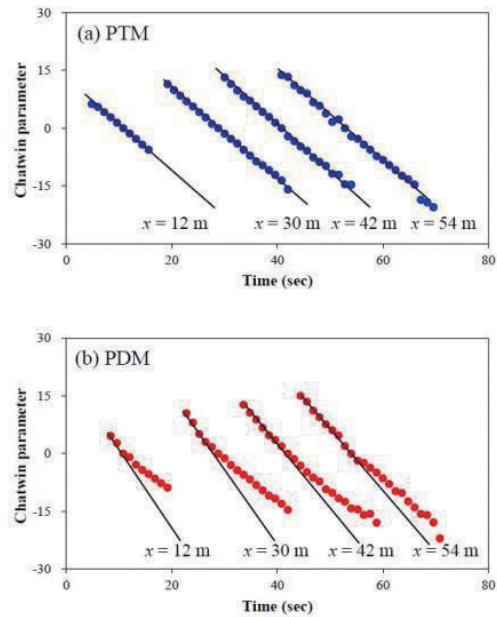 (a) PTM
Chatwin parameter
30
15
0
-15
-30
x = 12 m
x = 30 m
x = 42 m
x = 54 m
0
20
40
60
80
Time (sec)
(b) PDM
Chatwin parameter
30
15
0
-15
-30
x = 12 m
x = 30 m
x = 42 m
x = 54 m
0
20
40
60
80
Time (sec)